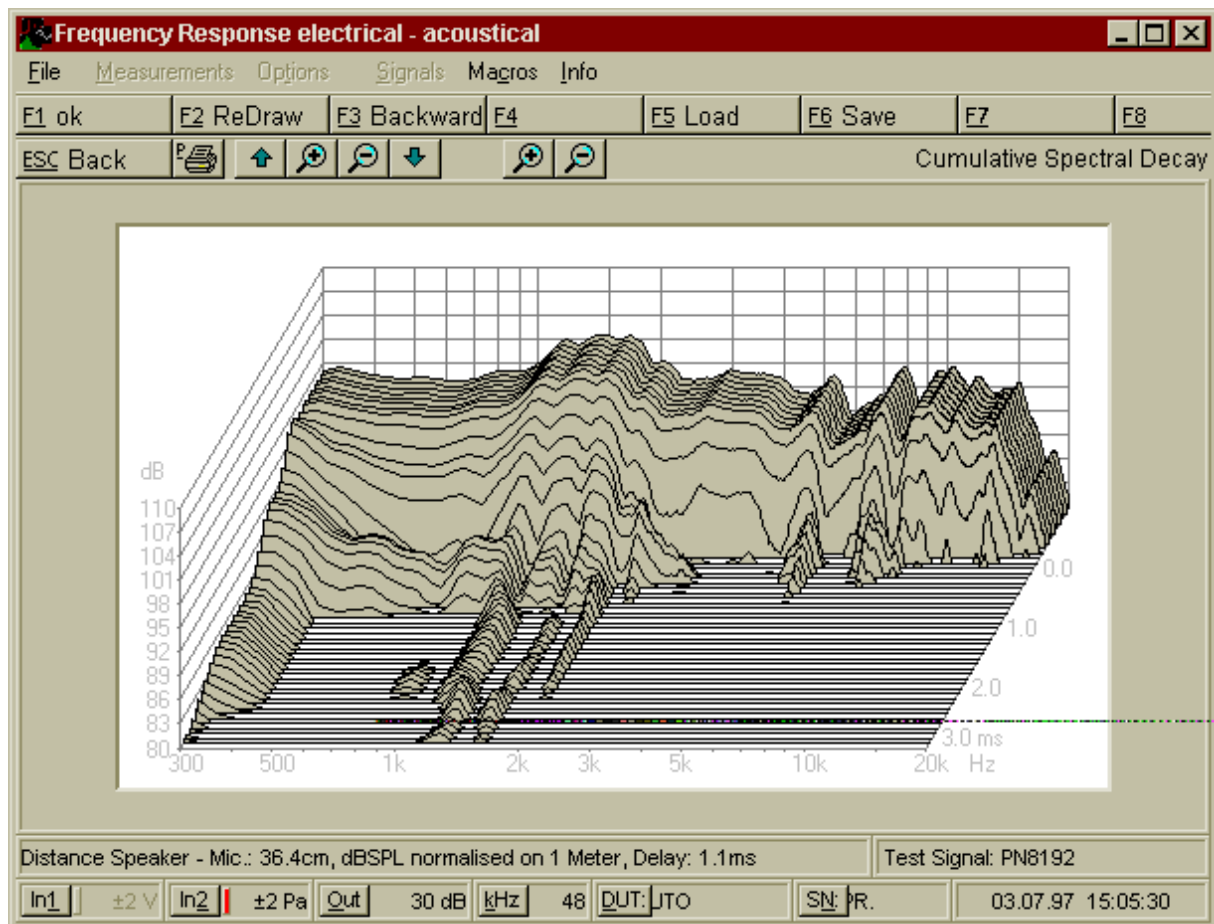 Frequency Response electrical - acoustical
File Measurements Options Signals Macros Info
F1 ok F2 ReDraw F3 Backward F4 F5 Load F6 Save F7 F8
ESC Back P Cumulative Spectral Decay
dB
110
107
104
101
98
95
92
89
86
83
80
0.0
1.0
2.0
3.0 ms
300 500 1k 2k 3k 5k 10k 20k Hz
Distance Speaker - Mic.: 36.4cm, dBSPL normalised on 1 Meter, Delay: 1.1ms Test Signal: PN8192
In1 ±2 V In2 ±2 Pa Out 30 dB kHz 48 DUT: UTO SN: PR. 03.07.97 15:05:30